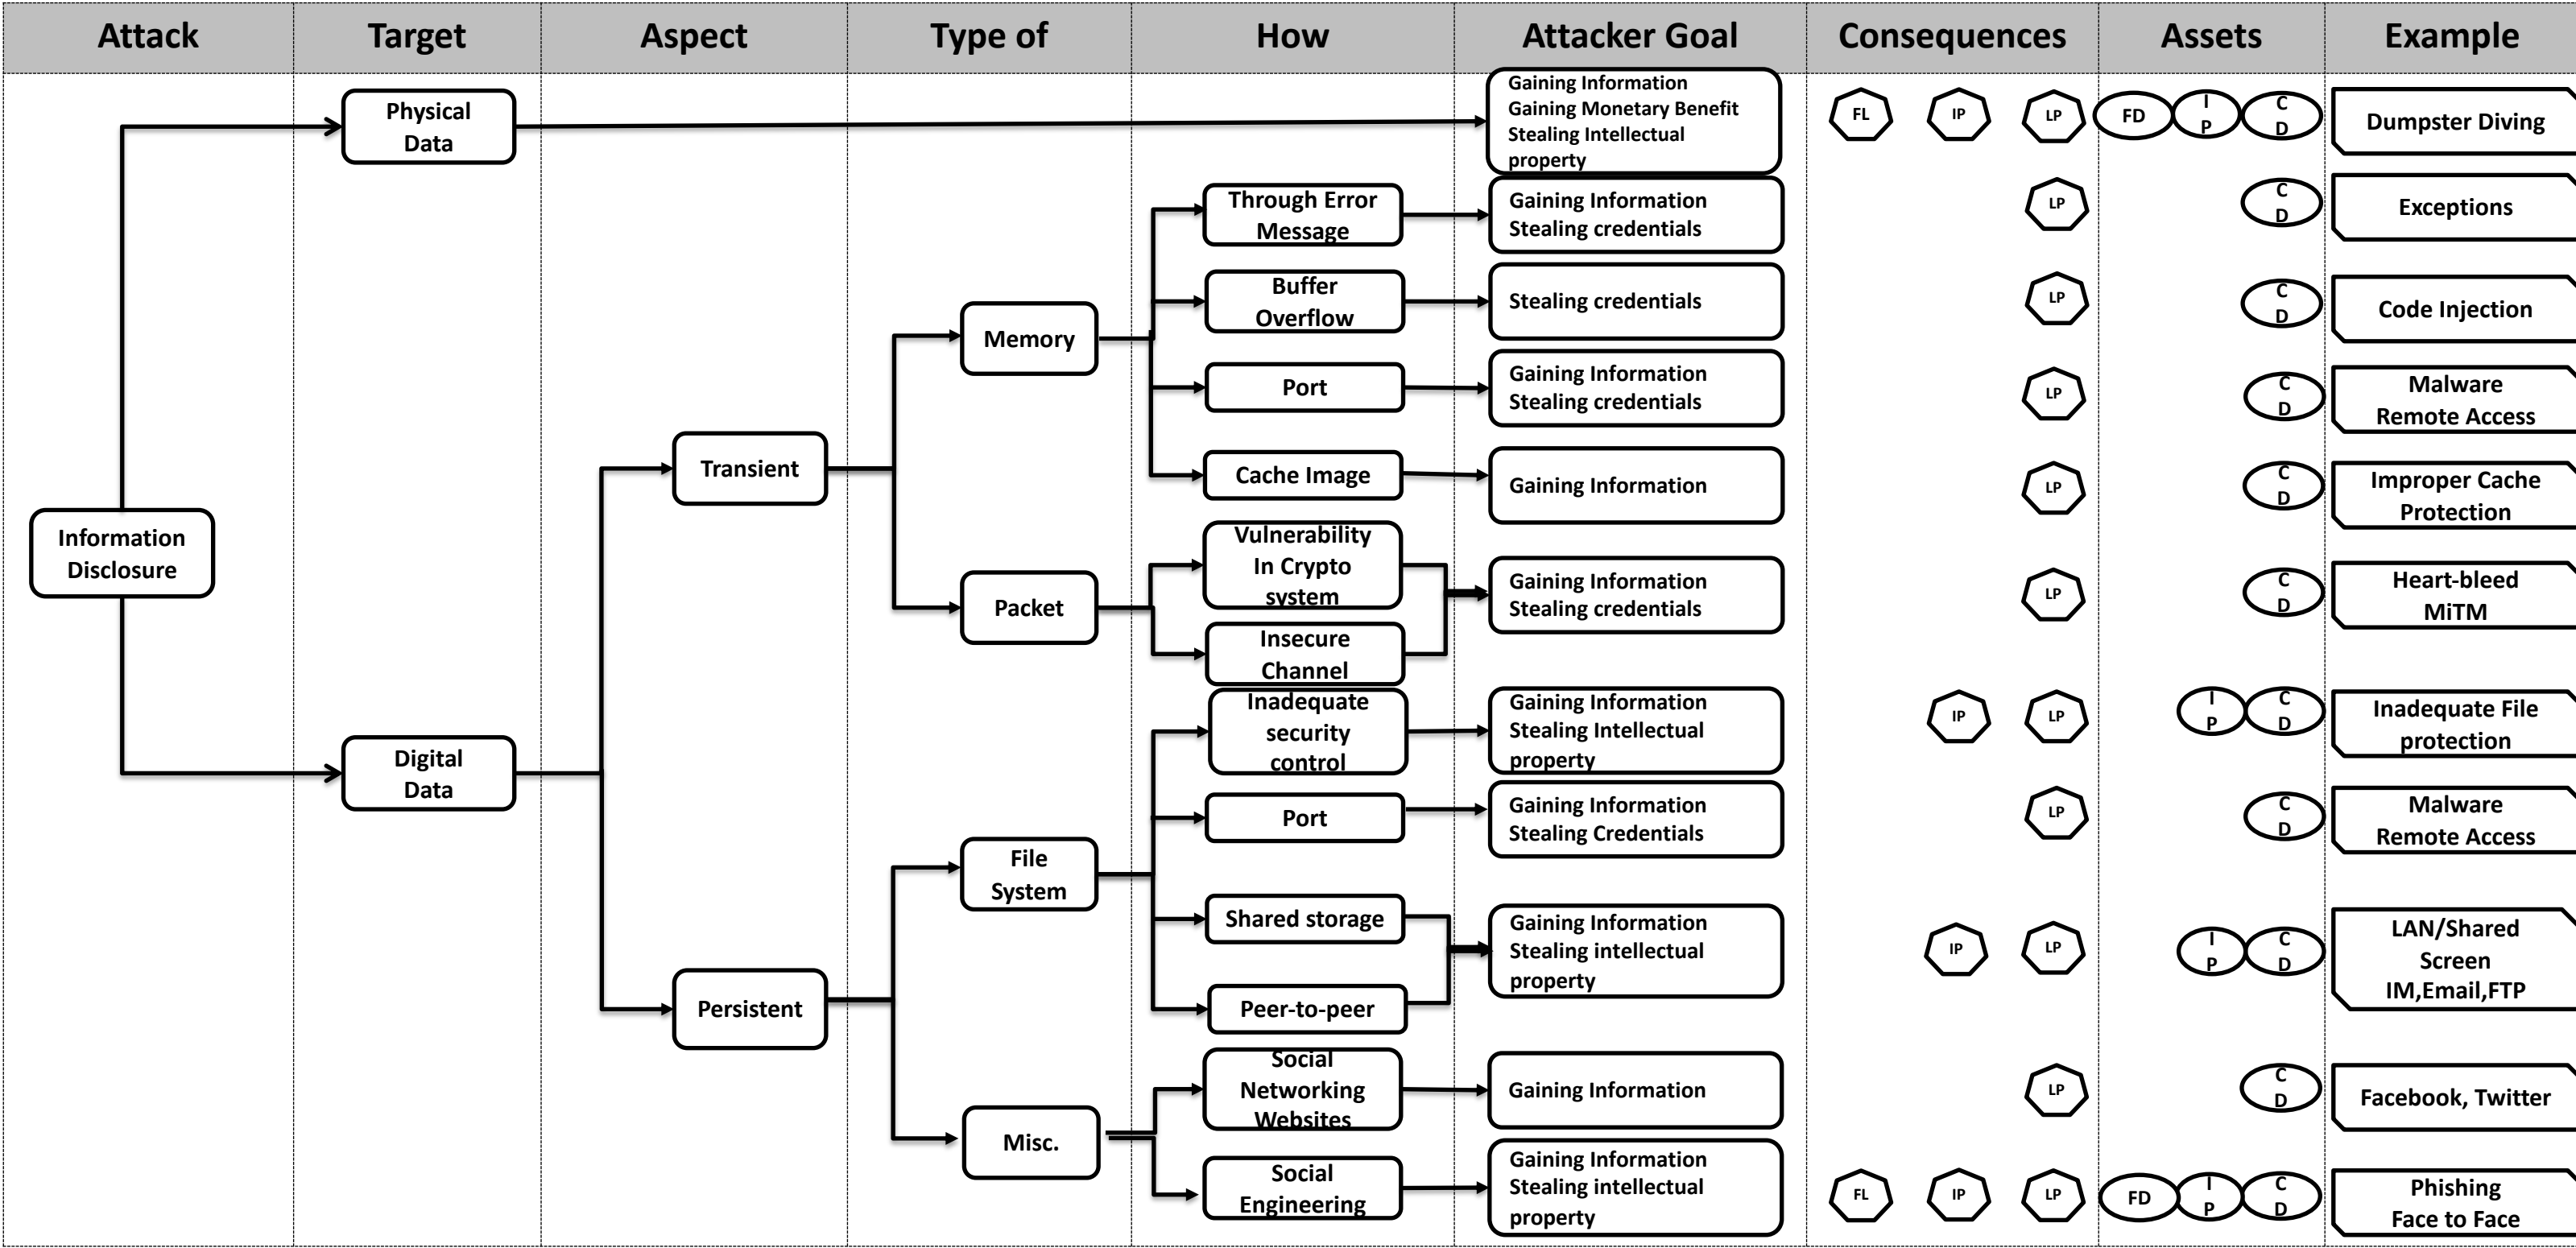 Attack
Target
Aspect
Type of
How
Attacker Goal
Consequences
Assets
Example
Physical
Data
Gaining Information
Gaining Monetary Benefit
Stealing Intellectual
property
FL
IP
LP
FD
I
P
C
D
Dumpster Diving
Through Error
Message
Gaining Information
Stealing credentials
LP
C
D
Exceptions
Memory
Buffer
Overflow
Stealing credentials
LP
C
D
Code Injection
Port
Gaining Information
Stealing credentials
LP
C
D
Malware
Remote Access
Transient
Cache Image
Gaining Information
LP
C
D
Improper Cache
Protection
Information
Disclosure
Packet
Vulnerability
In Crypto
system
Insecure
Channel
Gaining Information
Stealing credentials
LP
C
D
Heart-bleed
MiTM
Digital
Data
Inadequate
security
control
Gaining Information
Stealing Intellectual
property
IP
LP
I
P
C
D
Inadequate File
protection
File
System
Port
Gaining Information
Stealing Credentials
LP
C
D
Malware
Remote Access
Persistent
Shared storage
Peer-to-peer
Gaining Information
Stealing intellectual
property
IP
LP
I
P
C
D
LAN/Shared
Screen
IM,Email,FTP
Misc.
Social
Networking
Websites
Gaining Information
LP
C
D
Facebook, Twitter
Social
Engineering
Gaining Information
Stealing intellectual
property
FL
IP
LP
FD
I
P
C
D
Phishing
Face to Face